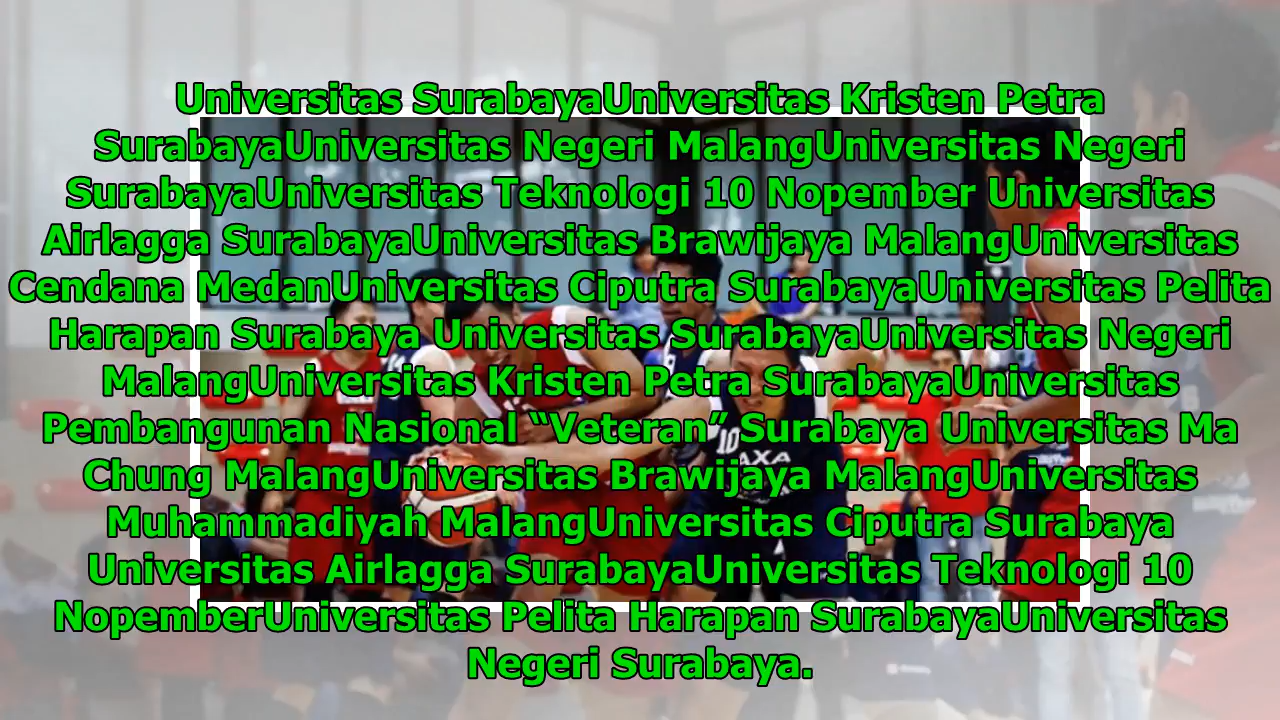 Universitas SurabayaUniversitas Kristen Petra
SurabayaUniversitas Negeri MalangUniversitas Negeri
SurabayaUniversitas Teknologi 10 Nopember Universitas
Airlagga SurabayaUniversitas Brawijaya MalangUniversitas
Cendana MedanUniversitas Ciputra SurabayaUniversitas Pelita
Harapan Surabaya Universitas SurabayaUniversitas Negeri
MalangUniversitas Kristen Petra SurabayaUniversitas
Pembangunan Nasional “Veteran” Surabaya Universitas Ma
Chung MalangUniversitas Brawijaya MalangUniversitas
Muhammadiyah MalangUniversitas Ciputra Surabaya
Universitas Airlagga SurabayaUniversitas Teknologi 10
NopemberUniversitas Pelita Harapan SurabayaUniversitas
Negeri Surabaya.
10